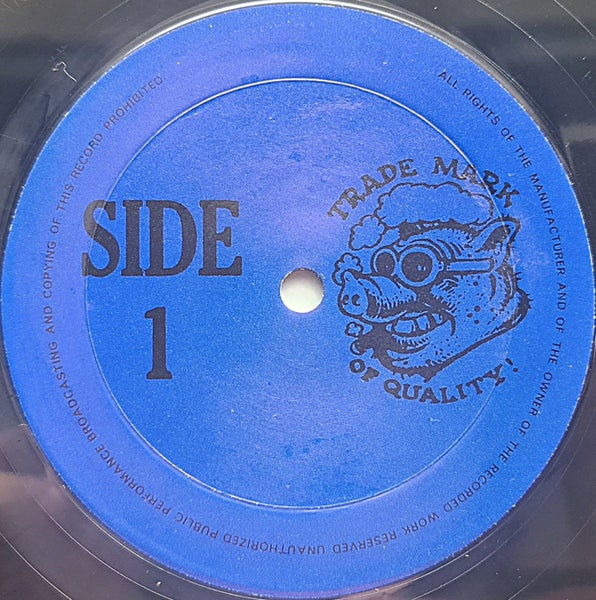 SIDE
1
TRADE MARK
OF QUALITY!
ALL RIGHTS OF THE MANUFACTURER AND OF THE OWNER OF THE RECORDED WORK RESERVED UNAUTHORIZED PUBLIC PERFORMANCE BROADCASTING AND COPYING OF THIS RECORD PROHIBITED